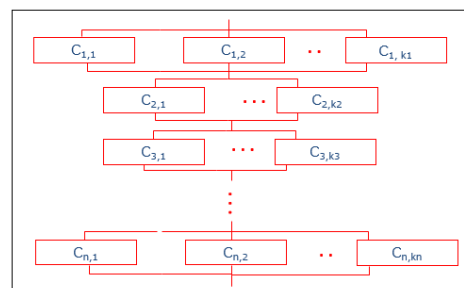 C1,1 C1,2 .. C1, k1
C2,1 ... C2,k2
C3,1 ... C3,k3
Cn,1 Cn,2 .. Cn,kn